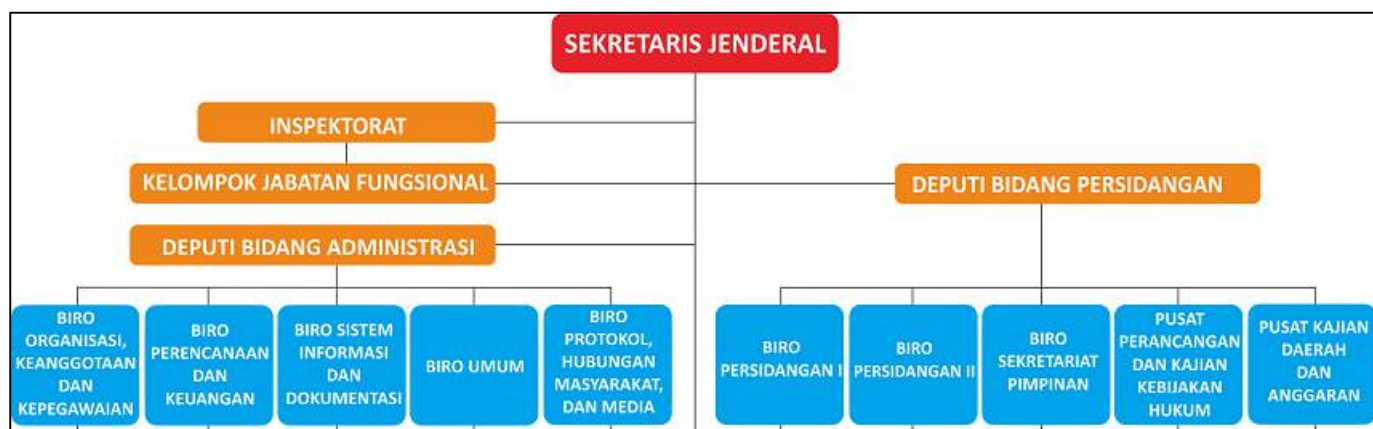 SEKRETARIS JENDERAL
INSPEKTORAT
KELOMPOK JABATAN FUNGSIONAL
DEPUTI BIDANG PERSIDANGAN
DEPUTI BIDANG ADMINISTRASI
BIRO
ORGANISASI,
KEANGGOTAAN
DAN
KEPEGAWAIAN
BIRO
PERENCANAAN
DAN
KEUANGAN
BIRO SISTEM
INFORMASI
DAN
DOKUMENTASI
BIRO UMUM
BIRO
PROTOKOL,
HUBUNGAN
MASYARAKAT,
DAN MEDIA
BIRO
PERSIDANGAN I
BIRO
PERSIDANGAN II
BIRO
SEKRETARIAT
PIMPINAN
PUSAT
PERANCANGAN
DAN KAJIAN
KEBIJAKAN
HUKUM
PUSAT KAJIAN
DAERAH
DAN
ANGGARAN